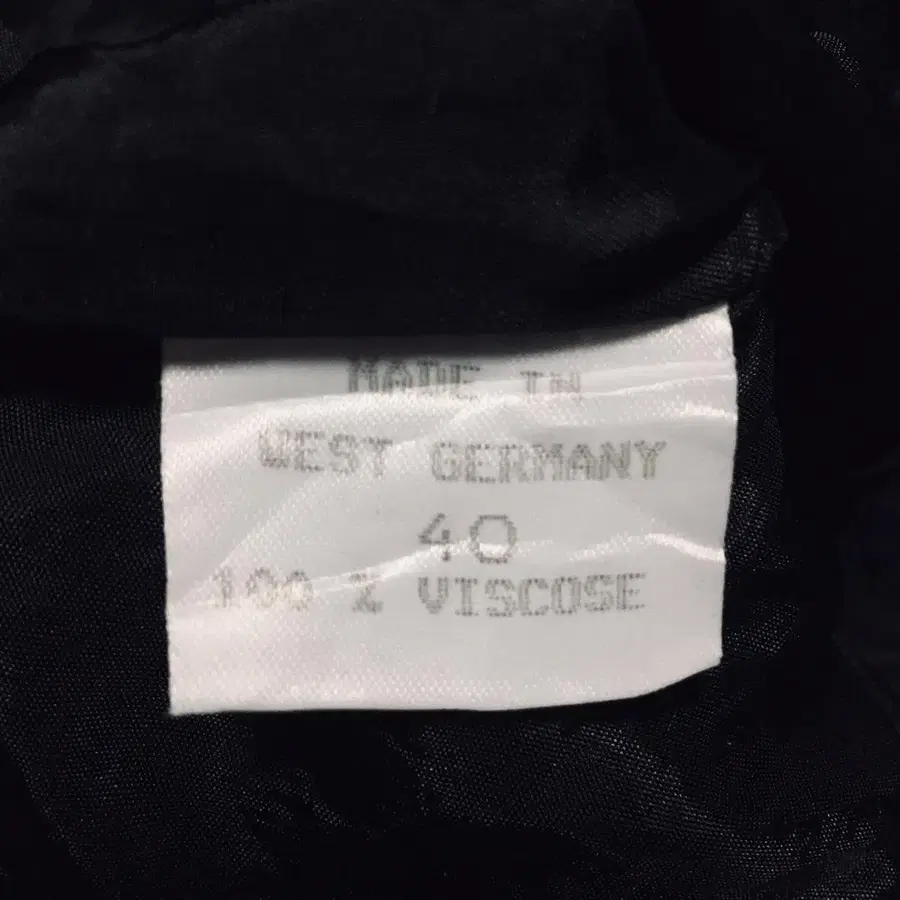 MADE IN
WEST GERMANY
40
100 % VISCOSE